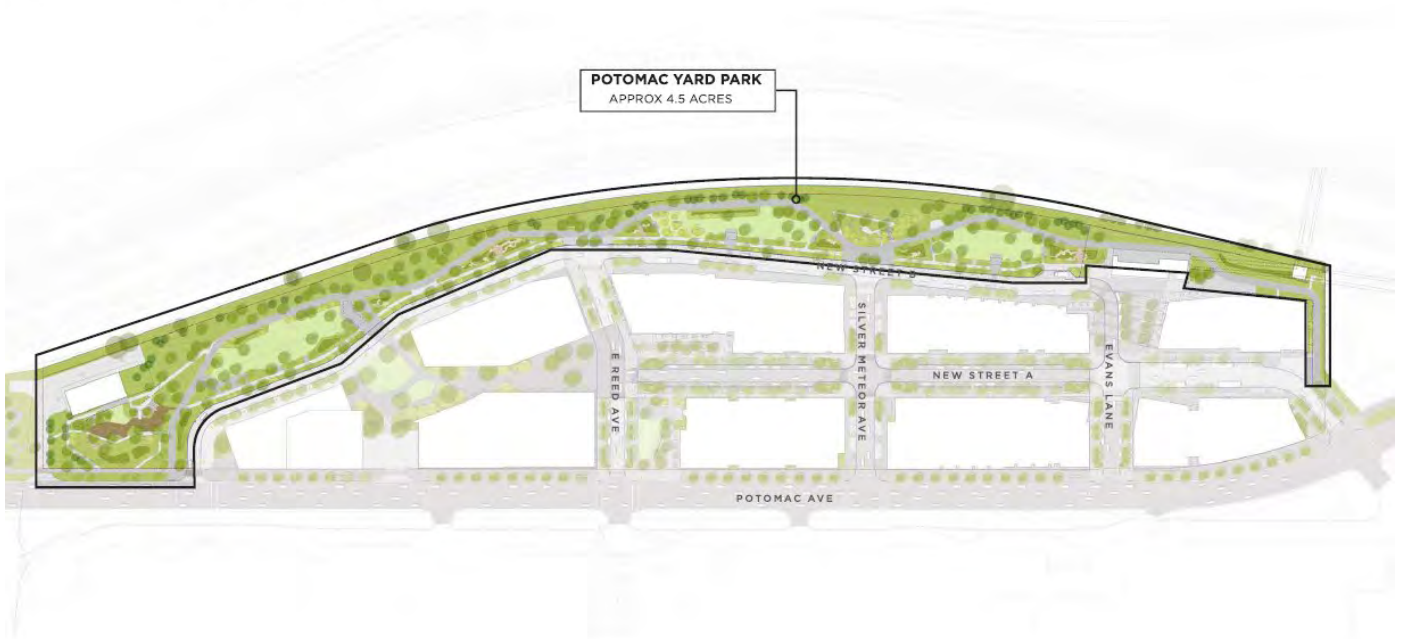 POTOMAC YARD PARK
APPROX 4.5 ACRES
NEW STREET B
SILVER METEOR AVE
E REED AVE
EVANS LANE
NEW STREET A
POTOMAC AVE